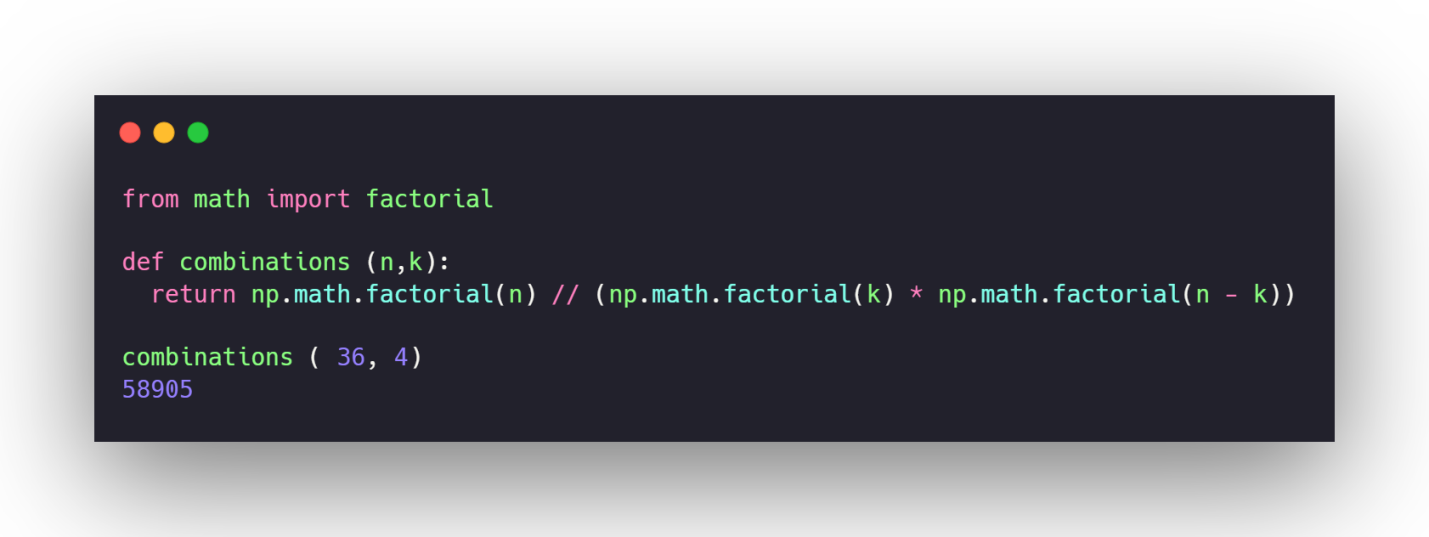 from math import factorial
def combinations (n,k):
  return np.math.factorial(n) // (np.math.factorial(k) * np.math.factorial(n - k))
combinations ( 36, 4)
58905